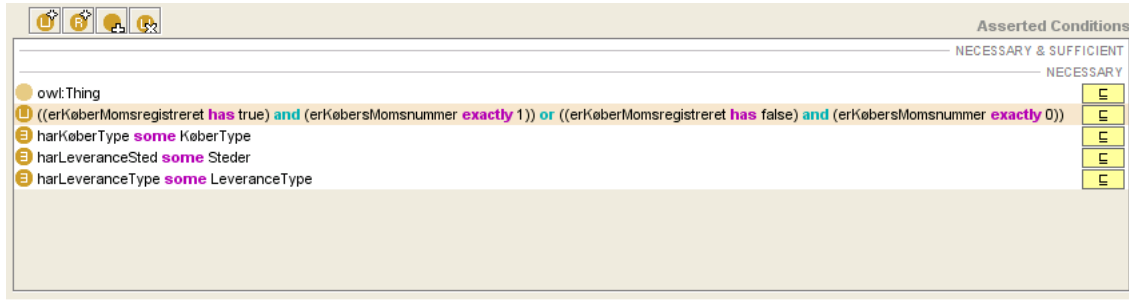 Asserted Conditions
NECESSARY & SUFFICIENT
NECESSARY
owl:Thing
((erKøberMomsregistreret has true) and (erKøbersMomsnummer exactly 1)) or ((erKøberMomsregistreret has false) and (erKøbersMomsnummer exactly 0))
harKøberType some KøberType
harLeveranceSted some Steder
harLeveranceType some LeveranceType